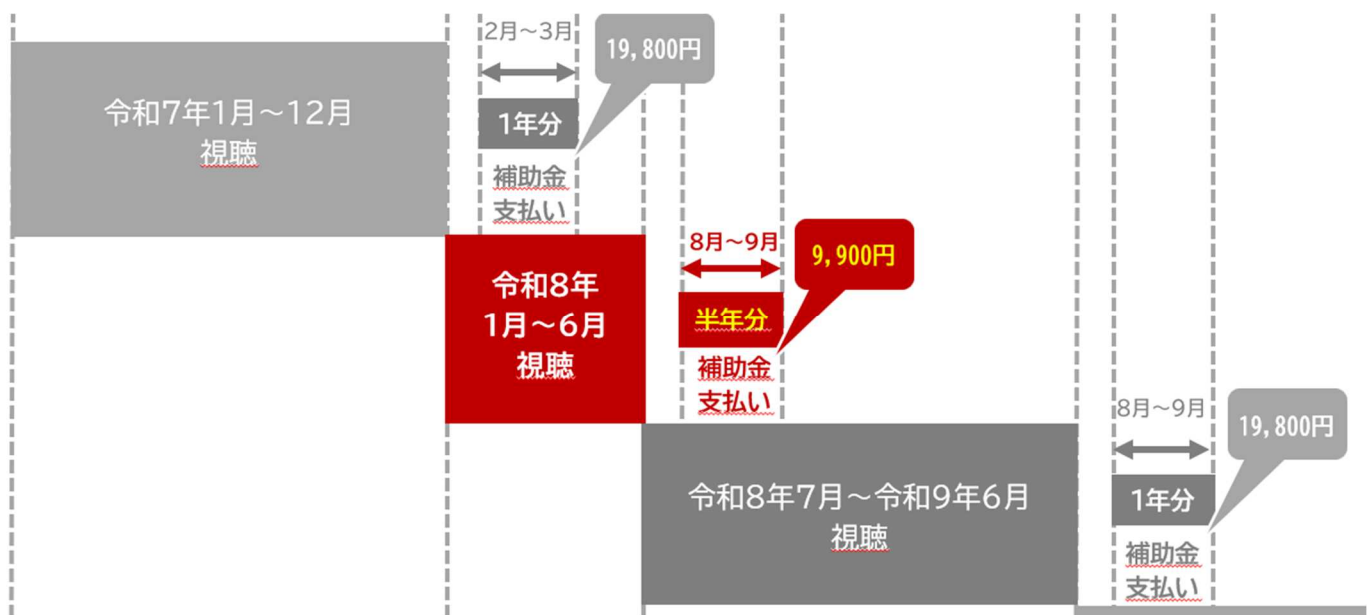 2月～3月
19,800円
令和7年1月～12月
視聴
1年分
補助金
支払い
令和8年
1月～6月
視聴
8月～9月
9,900円
半年分
補助金
支払い
令和8年7月～令和9年6月
視聴
8月～9月
19,800円
1年分
補助金
支払い